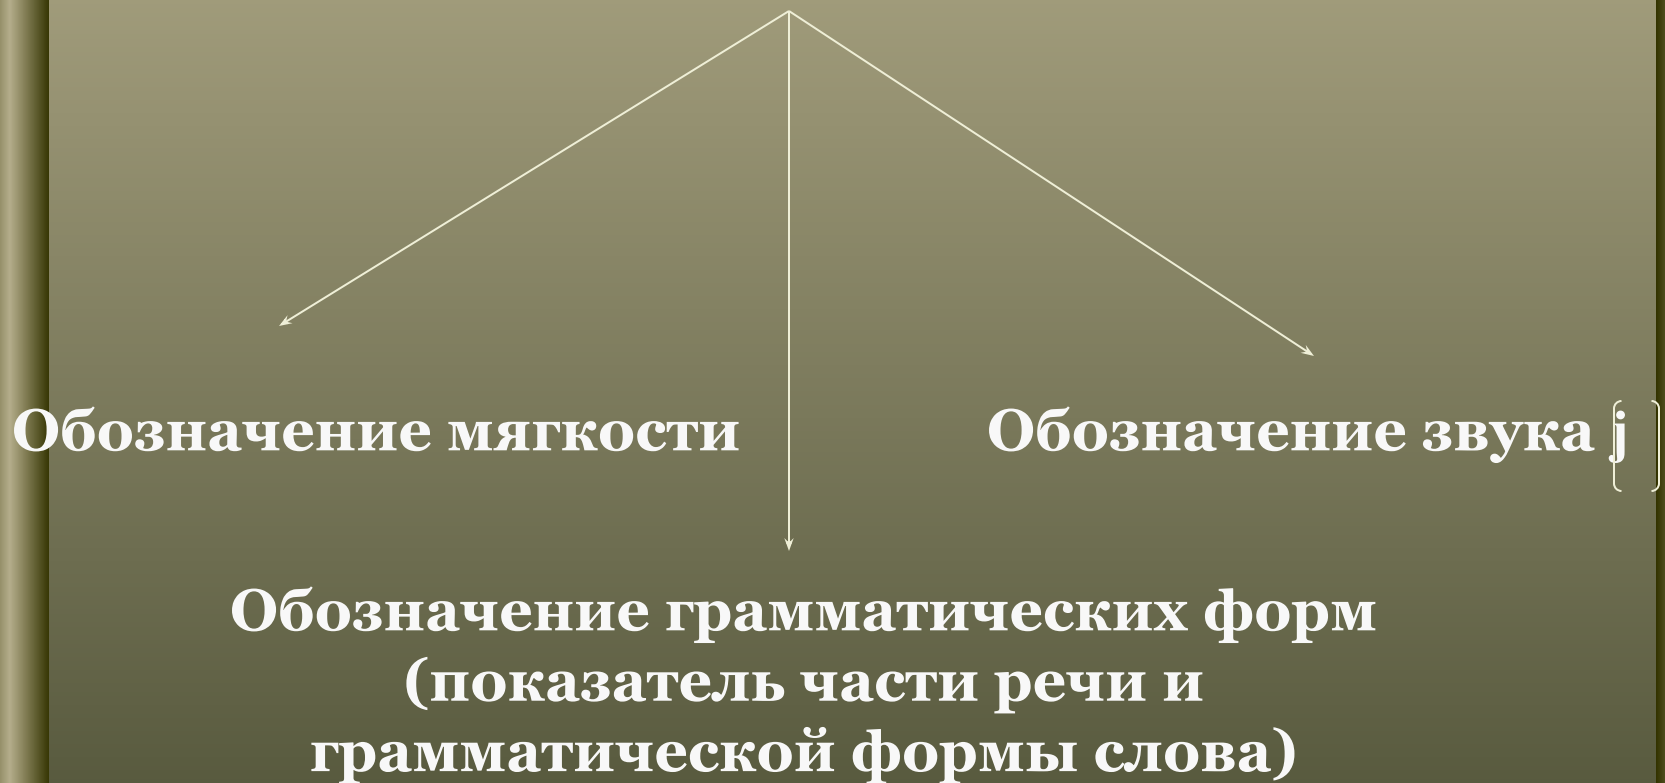 Обозначение мягкости
Обозначение звука [j]
Обозначение грамматических форм
(показатель части речи и
грамматической формы слова)